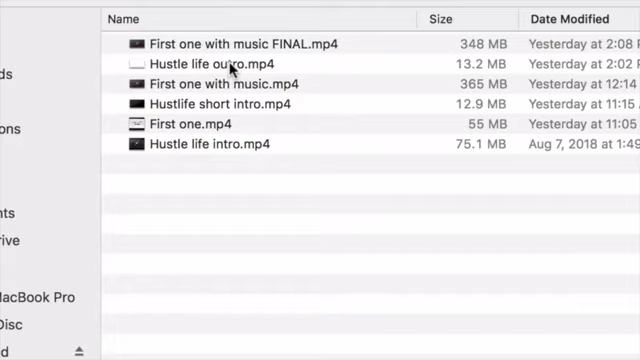 Name Size Date Modified
First one with music FINAL.mp4 348 MB Yesterday at 2:08
Hustle life outro.mp4 13.2 MB Yesterday at 2:02
ds
First one with music.mp4 365 MB Yesterday at 12:14
Hustlife short intro.mp4 12.9 MB Yesterday at 11:15
First one.mp4 55 MB Yesterday at 11:05
ons
Hustle life intro.mp4 75.1 MB Aug 7, 2018 at 1:49
nts
rive
MacBook Pro
Disc
d